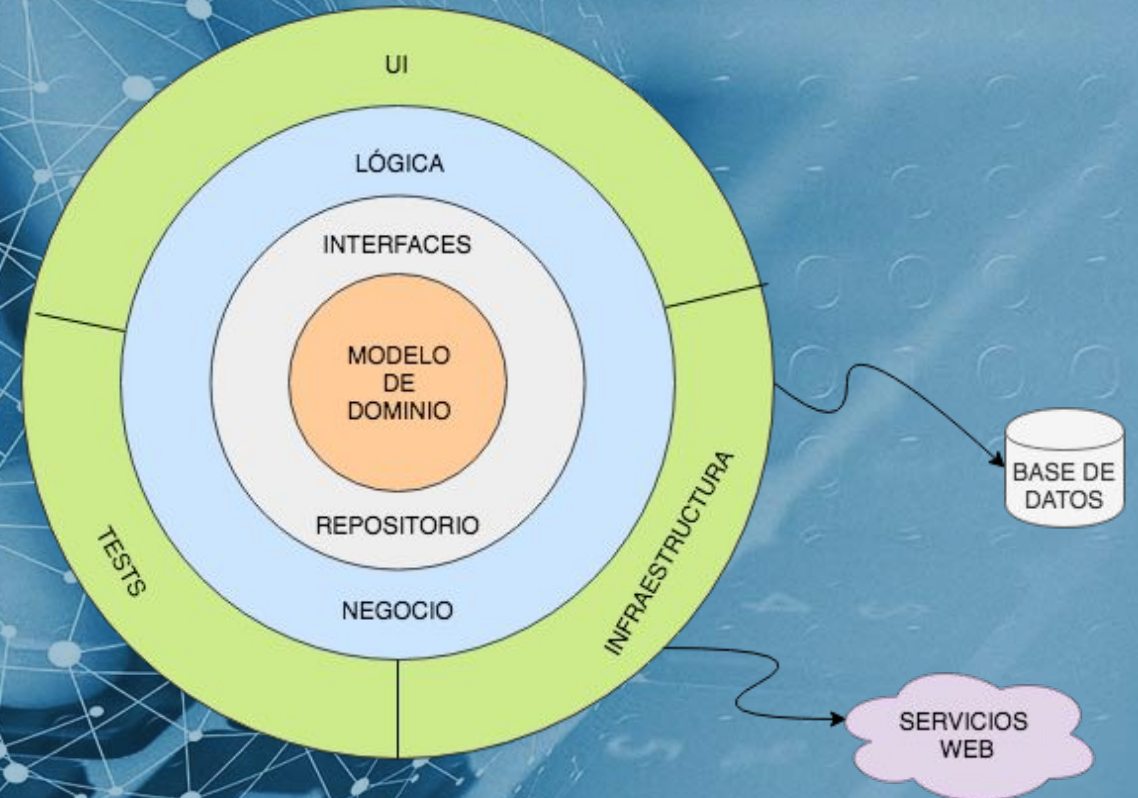 UI
LÓGICA
INTERFACES
MODELO
DE
DOMINIO
REPOSITORIO
NEGOCIO
TESTS
INFRAESTRUCTURA
BASE DE
DATOS
SERVICIOS
WEB